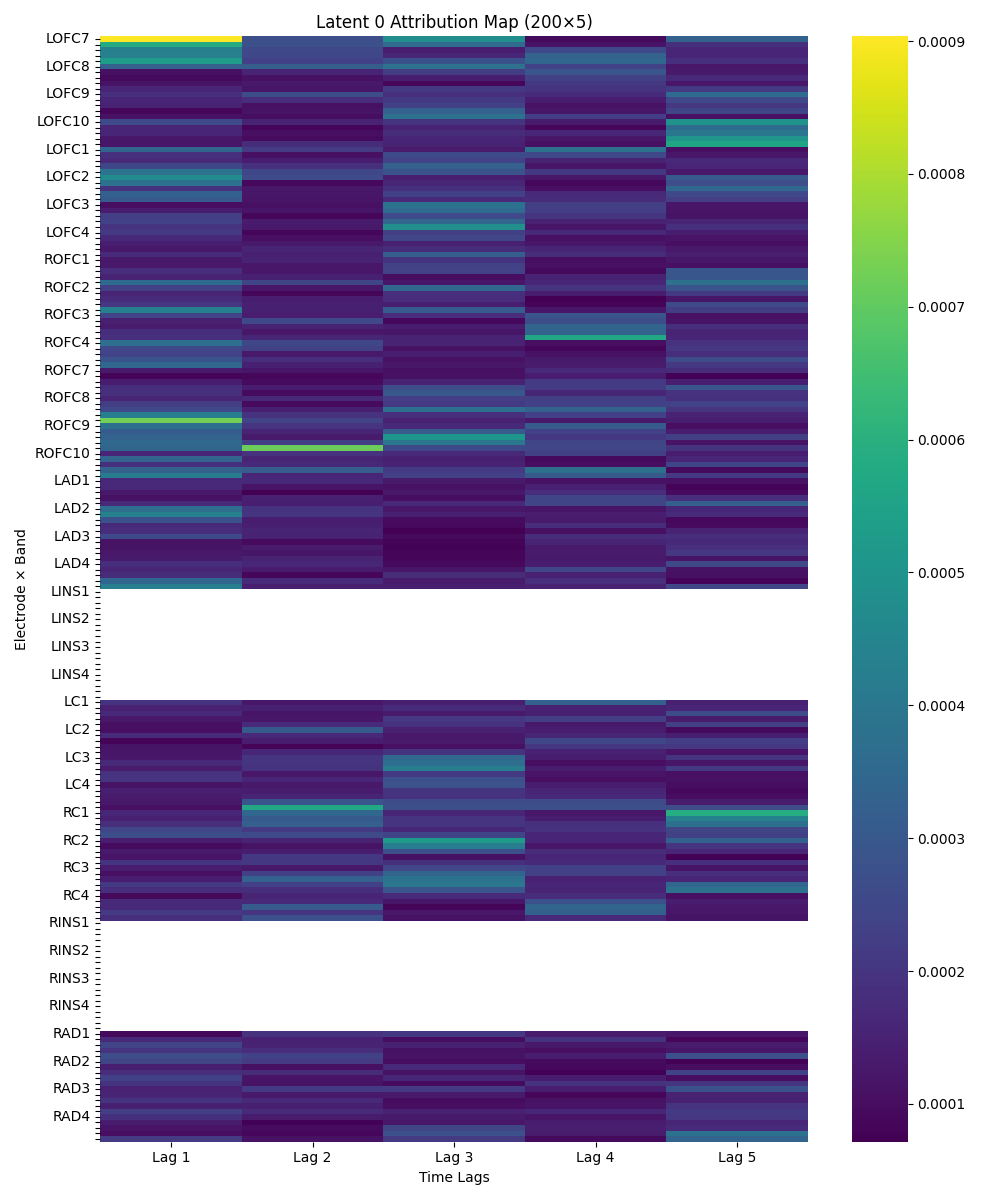 Latent 0 Attribution Map (200×5)
LOFC7
LOFC8
LOFC9
LOFC10
LOFC1
LOFC2
LOFC3
LOFC4
ROFC1
ROFC2
ROFC3
ROFC4
ROFC7
ROFC8
ROFC9
ROFC10
LAD1
LAD2
LAD3
LAD4
LINS1
LINS2
LINS3
LINS4
LC1
LC2
LC3
LC4
RC1
RC2
RC3
RC4
RINS1
RINS2
RINS3
RINS4
RAD1
RAD2
RAD3
RAD4
Electrode × Band
Lag 1 Lag 2 Lag 3 Lag 4 Lag 5
Time Lags
0.0009
0.0008
0.0007
0.0006
0.0005
0.0004
0.0003
0.0002
0.0001